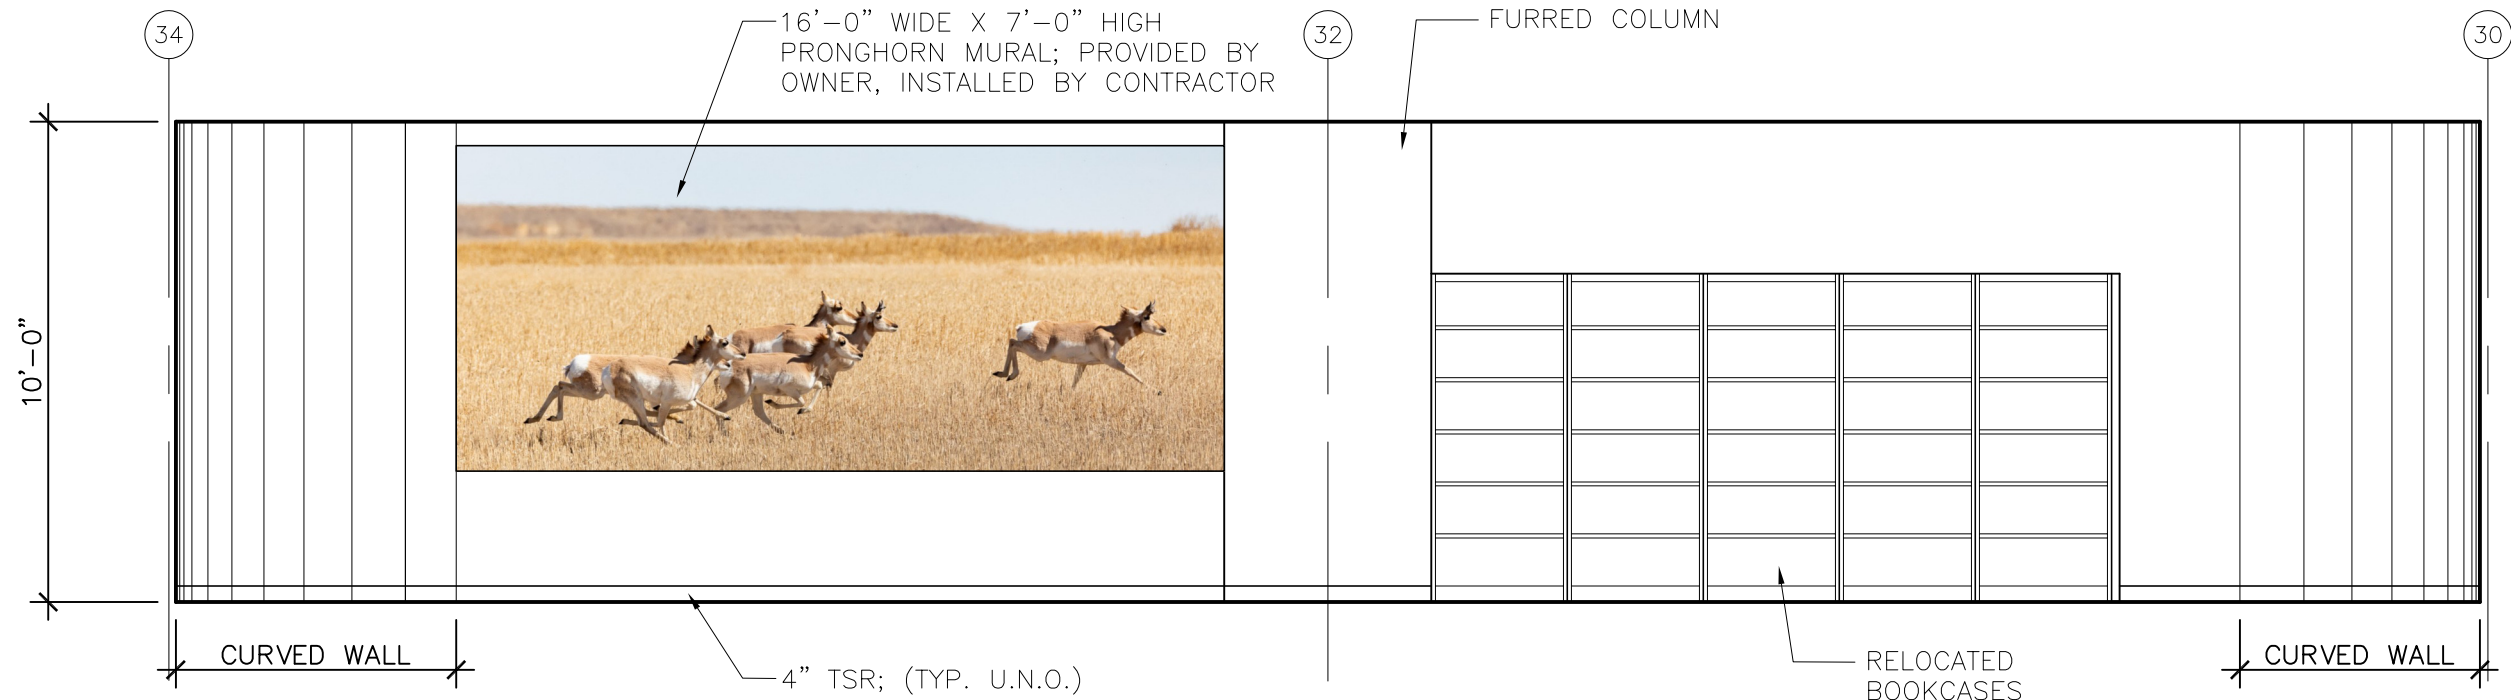 34
16'-0" WIDE X 7'-0" HIGH
PRONGHORN MURAL; PROVIDED BY
OWNER, INSTALLED BY CONTRACTOR
32
FURRED COLUMN
30
10'-0"
CURVED WALL
4" TSR; (TYP. U.N.O.)
RELOCATED
BOOKCASES
CURVED WALL